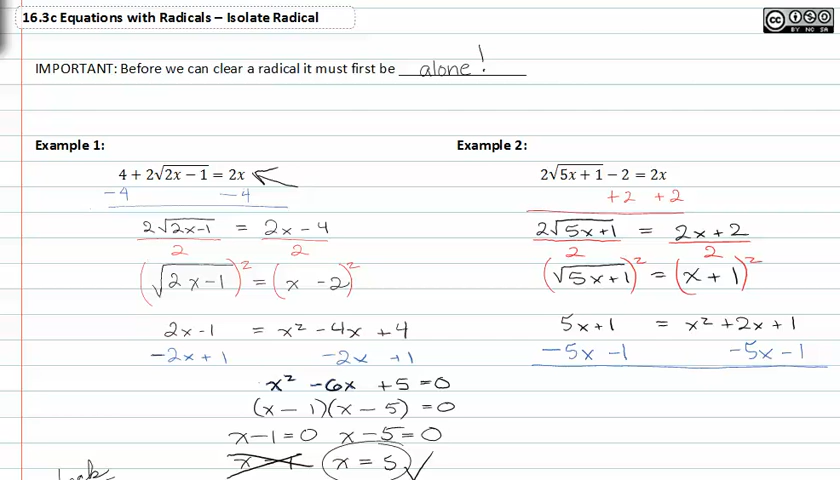 16.3c Equations with Radicals – Isolate Radical
CC BY NC SA
IMPORTANT: Before we can clear a radical it must first be alone!
Example 1:
4 + 2√(2x − 1) = 2x
−4 −4
2√(2x-1) = 2x − 4
2 2
(√(2x−1))² = (x −2)²
2x-1 = x² −4x +4
−2x +1 −2x +1
x² −6x +5 = 0
(x − 1)(x − 5) = 0
x−1 = 0 x−5 = 0
x = 5 ✓
Example 2:
2√(5x + 1) − 2 = 2x
+2 +2
2√(5x+1) = 2x + 2
2 2
(√(5x+1))² = (x + 1)²
5x+1 = x² +2x +1
−5x −1 −5x −1